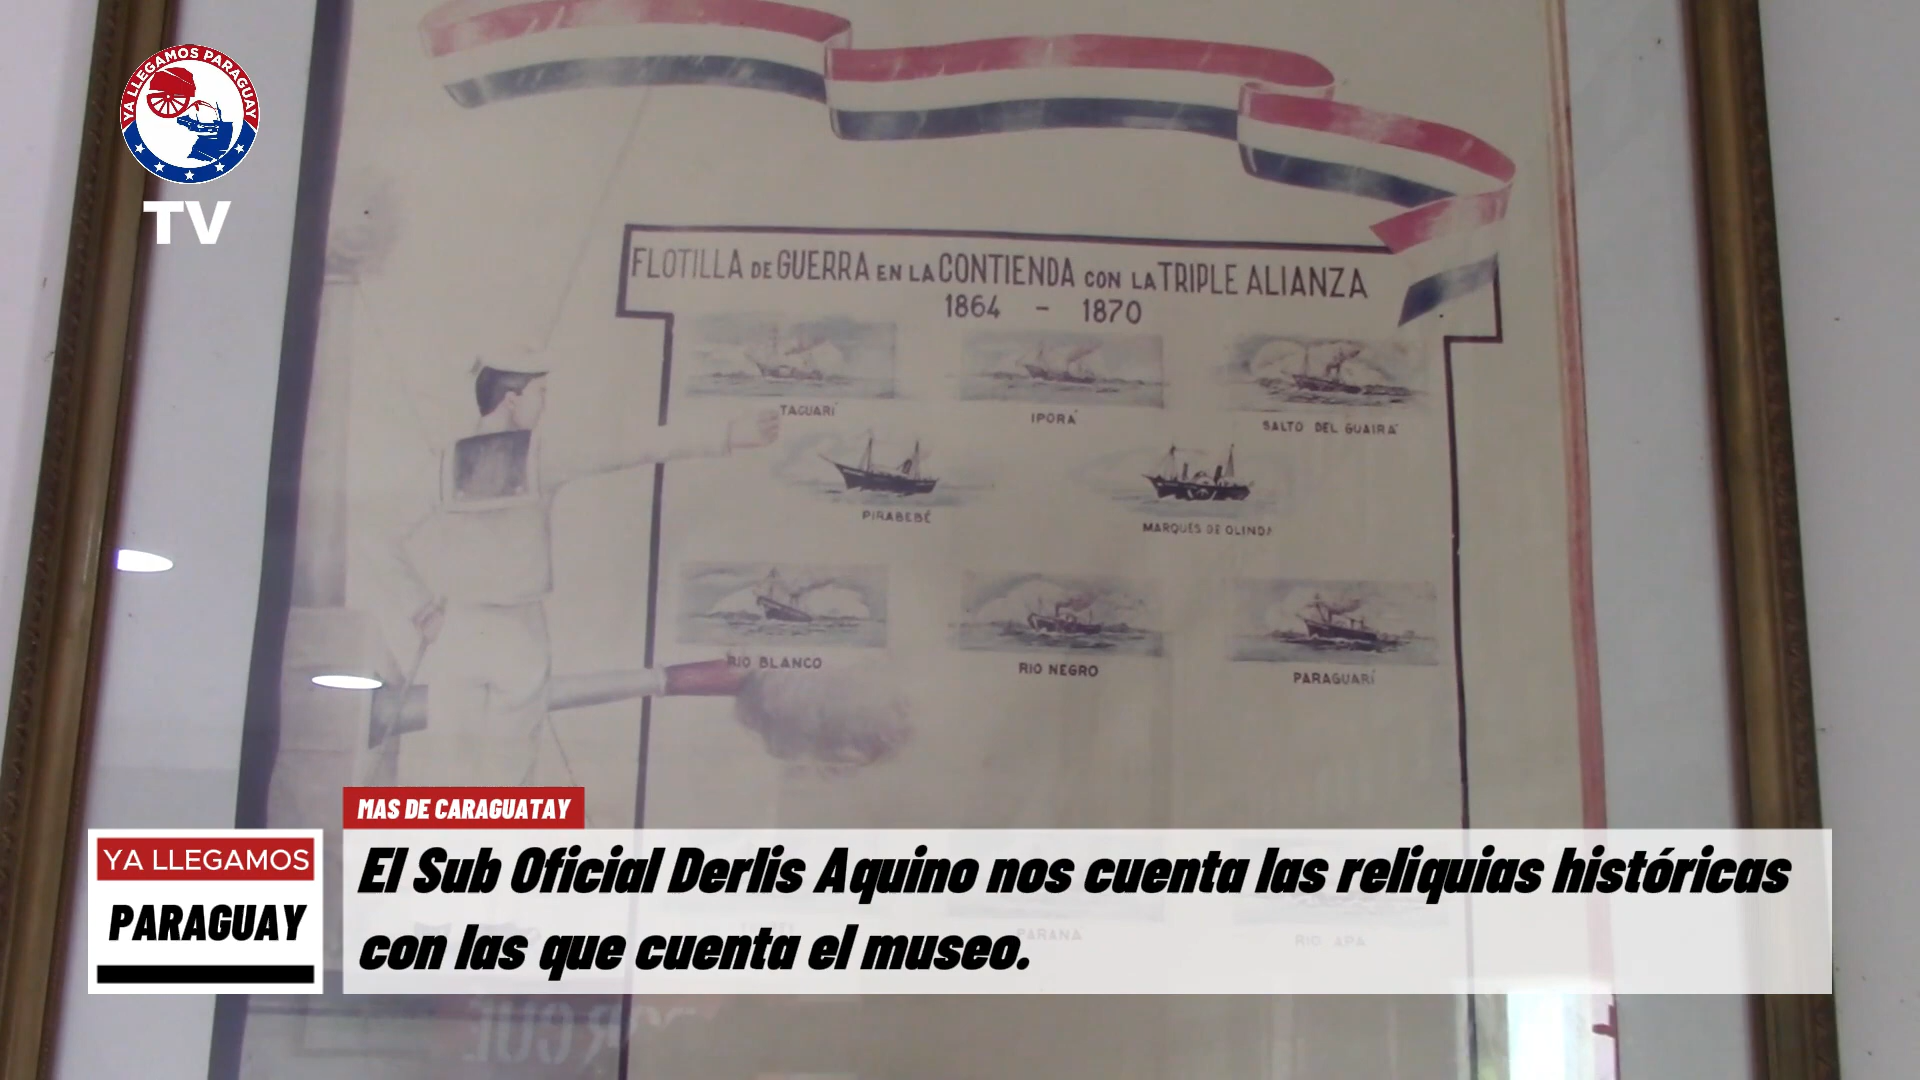 YA LLEGAMOS PARAGUAY
TV
FLOTILLA DE GUERRA EN LA CONTIENDA CON LA TRIPLE ALIANZA
1864 - 1870
TACUARÍ
IPORÁ
SALTO DEL GUAIRÁ
PIRABEBÉ
MARQUÉS DE OLINDA
RIO BLANCO
RIO NEGRO
PARAGUARÍ
MAS DE CARAGUATAY
YA LLEGAMOS
PARAGUAY
El Sub Oficial Derlis Aquino nos cuenta las reliquias históricas
con las que cuenta el museo.
PARANÁ
RIO APA